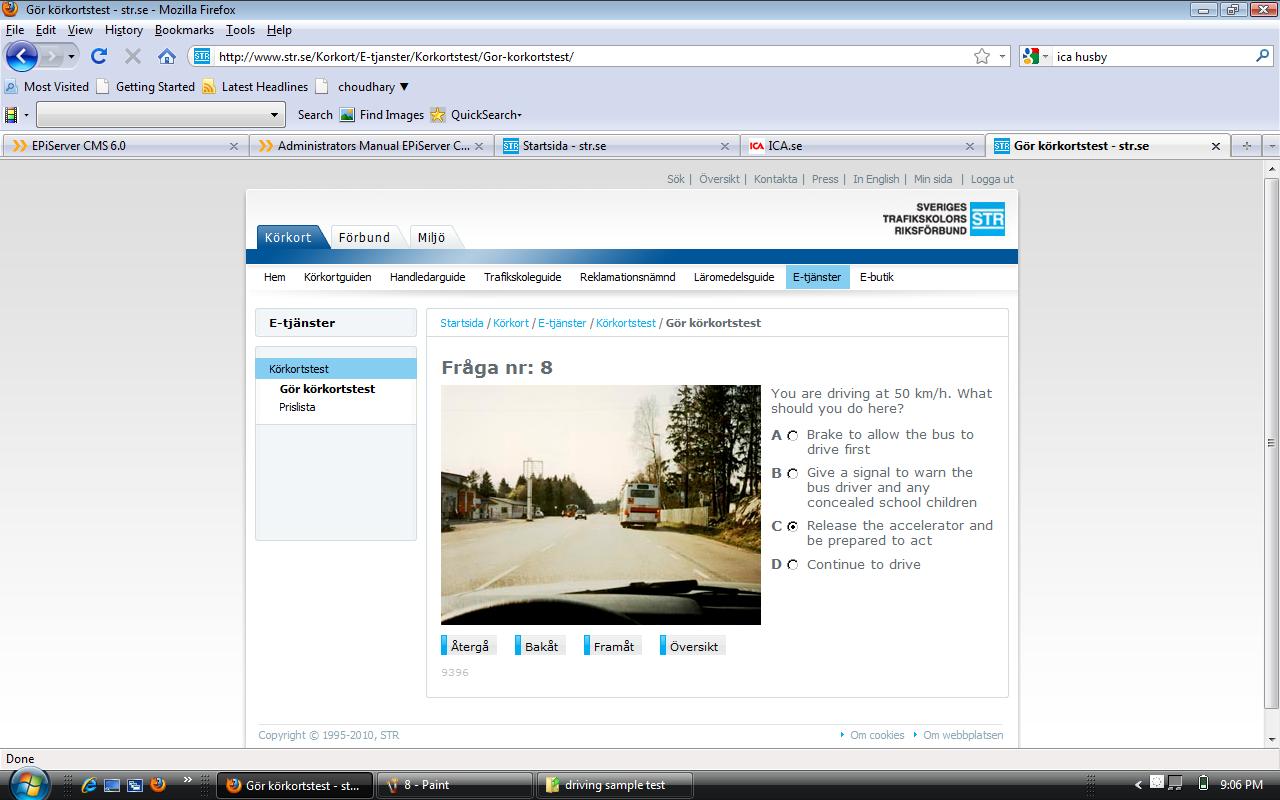 Gör körkortstest - str.se - Mozilla Firefox
File Edit View History Bookmarks Tools Help
http://www.str.se/Korkort/E-tjanster/Korkortstest/Gor-korkortstest/
ica husby
Most Visited Getting Started Latest Headlines choudhary ▼
Search Find Images QuickSearch
EPiServer CMS 6.0
Administrators Manual EPiServer C...
STR Startsida - str.se
ICA ICA.se
STR Gör körkortstest - str.se
Sök | Översikt | Kontakta | Press | In English | Min sida | Logga ut
SVERIGES
TRAFIKSKOLORS
RIKSFÖRBUND
STR
Körkort Förbund Miljö
Hem Körkortguiden Handledarguide Trafikskoleguide Reklamationsnämnd Läromedelsguide E-tjänster E-butik
E-tjänster
Körkortstest
Gör körkortstest
Prislista
Startsida / Körkort / E-tjänster / Körkortstest / Gör körkortstest
Fråga nr: 8
You are driving at 50 km/h. What
should you do here?
A Brake to allow the bus to
drive first
B Give a signal to warn the
bus driver and any
concealed school children
C Release the accelerator and
be prepared to act
D Continue to drive
Återgå Bakåt Framåt Översikt
9396
Copyright © 1995-2010, STR
Om cookies Om webbplatsen
Done
Gör körkortstest - st...
8 - Paint
driving sample test
9:06 PM